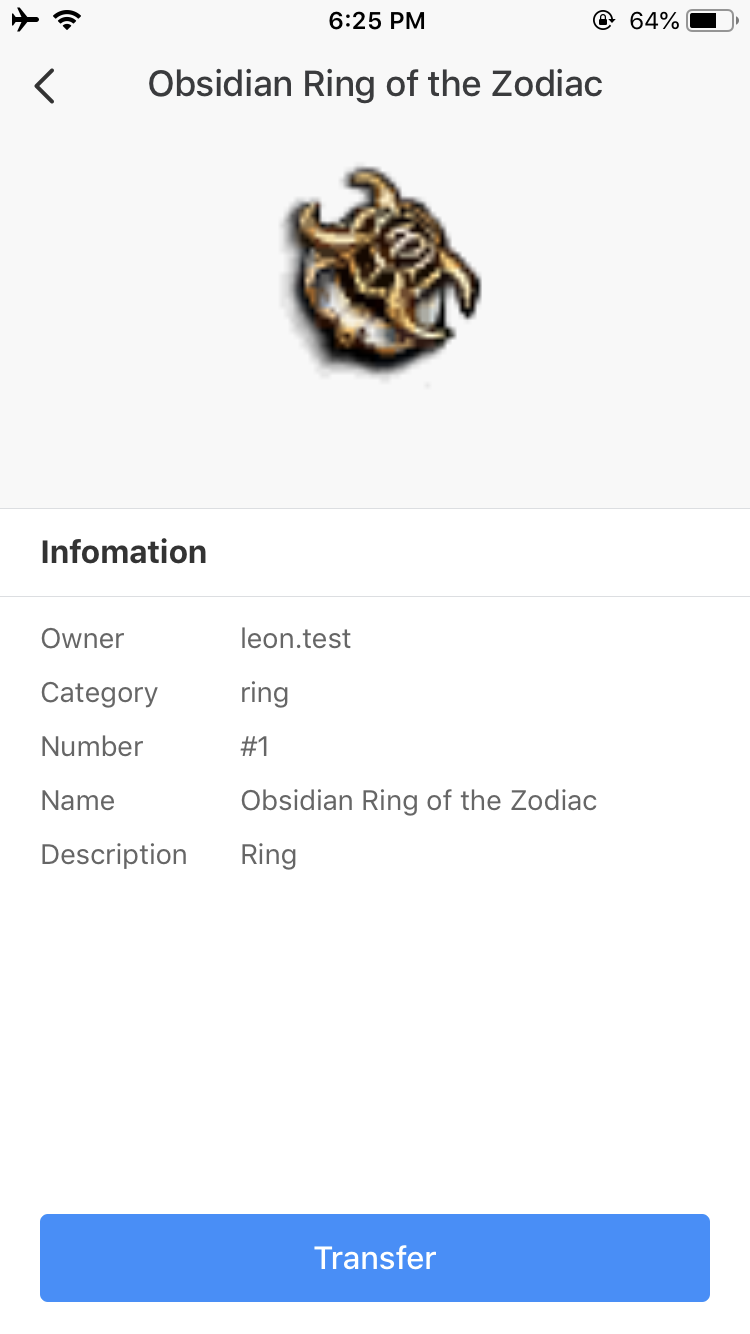 6:25 PM
64%
Obsidian Ring of the Zodiac
Infomation
Owner leon.test
Category ring
Number #1
Name Obsidian Ring of the Zodiac
Description Ring
Transfer